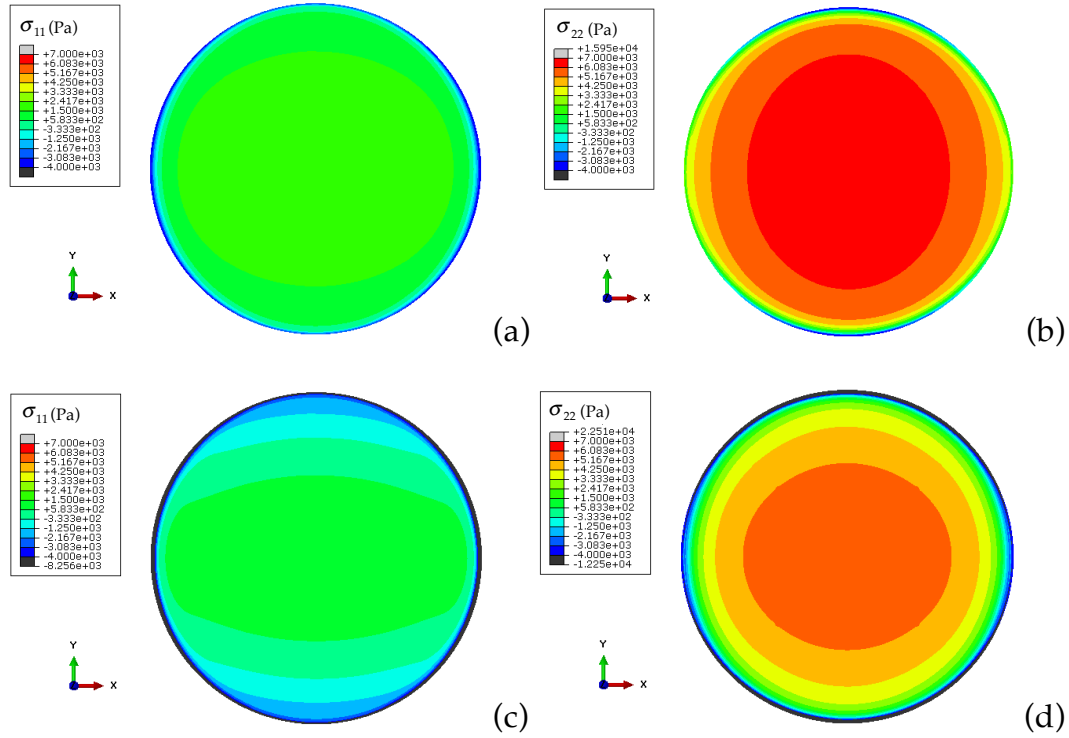 σ11 (Pa)
+7.000e+03
+6.083e+03
+5.167e+03
+4.250e+03
+3.333e+03
+2.417e+03
+1.500e+03
+5.833e+02
-3.333e+02
-1.250e+03
-2.167e+03
-3.083e+03
-4.000e+03
Y
X
(a)
σ22 (Pa)
+1.595e+04
+7.000e+03
+6.083e+03
+5.167e+03
+4.250e+03
+3.333e+03
+2.417e+03
+1.500e+03
+5.833e+02
-3.333e+02
-1.250e+03
-2.167e+03
-3.083e+03
-4.000e+03
Y
X
(b)
σ11 (Pa)
+7.000e+03
+6.083e+03
+5.167e+03
+4.250e+03
+3.333e+03
+2.417e+03
+1.500e+03
+5.833e+02
-3.333e+02
-1.250e+03
-2.167e+03
-3.083e+03
-4.000e+03
-8.256e+03
Y
X
(c)
σ22 (Pa)
+2.251e+04
+7.000e+03
+6.083e+03
+5.167e+03
+4.250e+03
+3.333e+03
+2.417e+03
+1.500e+03
+5.833e+02
-3.333e+02
-1.250e+03
-2.167e+03
-3.083e+03
-4.000e+03
-1.225e+04
Y
X
(d)